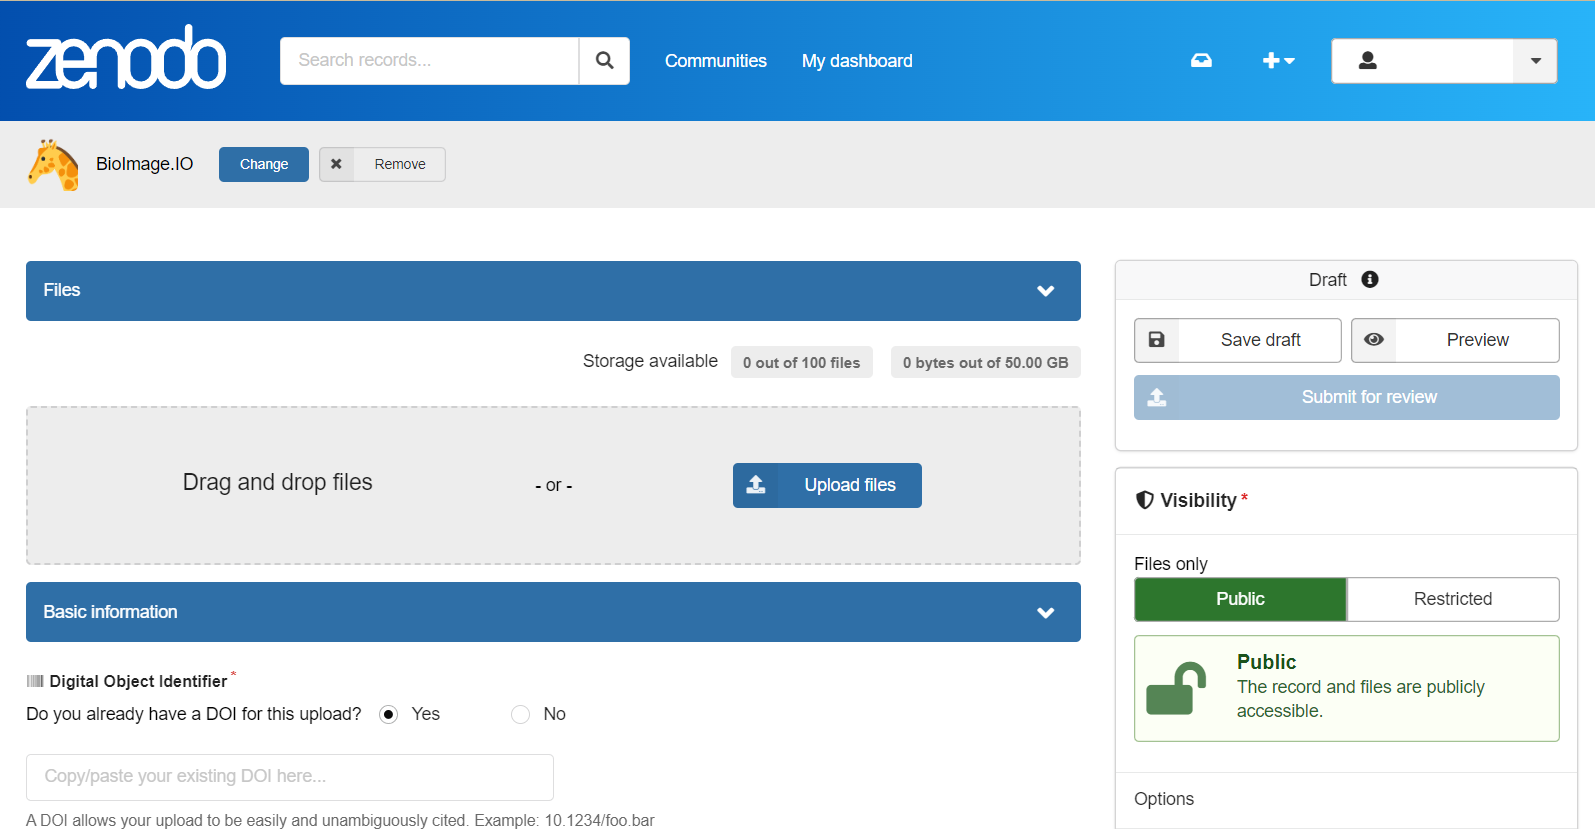 zenodo
Search records...
Communities
My dashboard
BioImage.IO
Change
Remove
Files
Storage available
0 out of 100 files
0 bytes out of 50.00 GB
Drag and drop files
- or -
Upload files
Basic information
Digital Object Identifier *
Do you already have a DOI for this upload?
Yes
No
Copy/paste your existing DOI here...
A DOI allows your upload to be easily and unambiguously cited. Example: 10.1234/foo.bar
Draft
Save draft
Preview
Submit for review
Visibility *
Files only
Public
Restricted
Public
The record and files are publicly
accessible.
Options